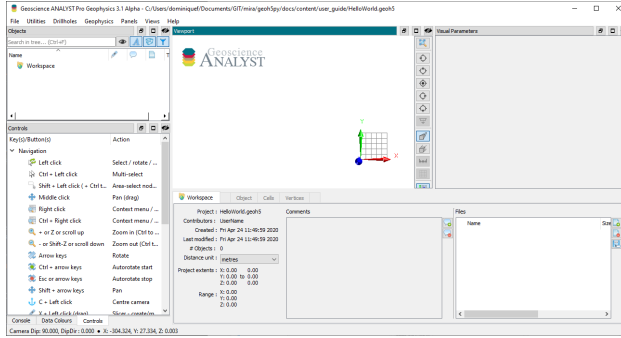 Geoscience ANALYST Pro Geophysics 3.1 Alpha - C:/Users/dominiquef/Documents/GIT/mira/geoh5py/docs/content/user_guide/HelloWorld.geoh5
File Utilities Drillholes Geophysics Panels Views Help
Objects
Viewport
Visual Parameters
Search in tree... (Ctrl+F)
Name
Workspace
Geoscience
ANALYST
Y
X
Controls
Key(s)/Button(s) Action
Navigation
Left click Select / rotate / ...
Ctrl + Left click Multi-select
Shift + Left click ( + Ctrl t... Area-select nod...
Middle click Pan (drag)
Right click Context menu / ...
Ctrl + Right click Context menu / ...
+ or Z or scroll up Zoom in (Ctrl to ...
- or Shift-Z or scroll down Zoom out (Ctrl t...
Arrow keys Rotate
Ctrl + arrow keys Autorotate start
Esc or arrow keys Autorotate stop
Shift + arrow keys Pan
C + Left click Centre camera
X + Left click (drag) Slicer - create/m...
Console Data Colours Controls
Workspace Object Cells Vertices
Project : HelloWorld.geoh5
Contributors : UserName
Created : Fri Apr 24 11:49:59 2020
Last modified : Fri Apr 24 11:49:59 2020
# Objects : 0
Distance unit : metres
Project extents : X: 0.00 0.00
Y: 0.00 to 0.00
Z: 0.00 0.00
Range : X: 0.00
Y: 0.00
Z: 0.00
Comments
Files
Name Size
Camera Dip: 90.000, DipDir : 0.000 • X: -304.324, Y: 27.334, Z: 0.003